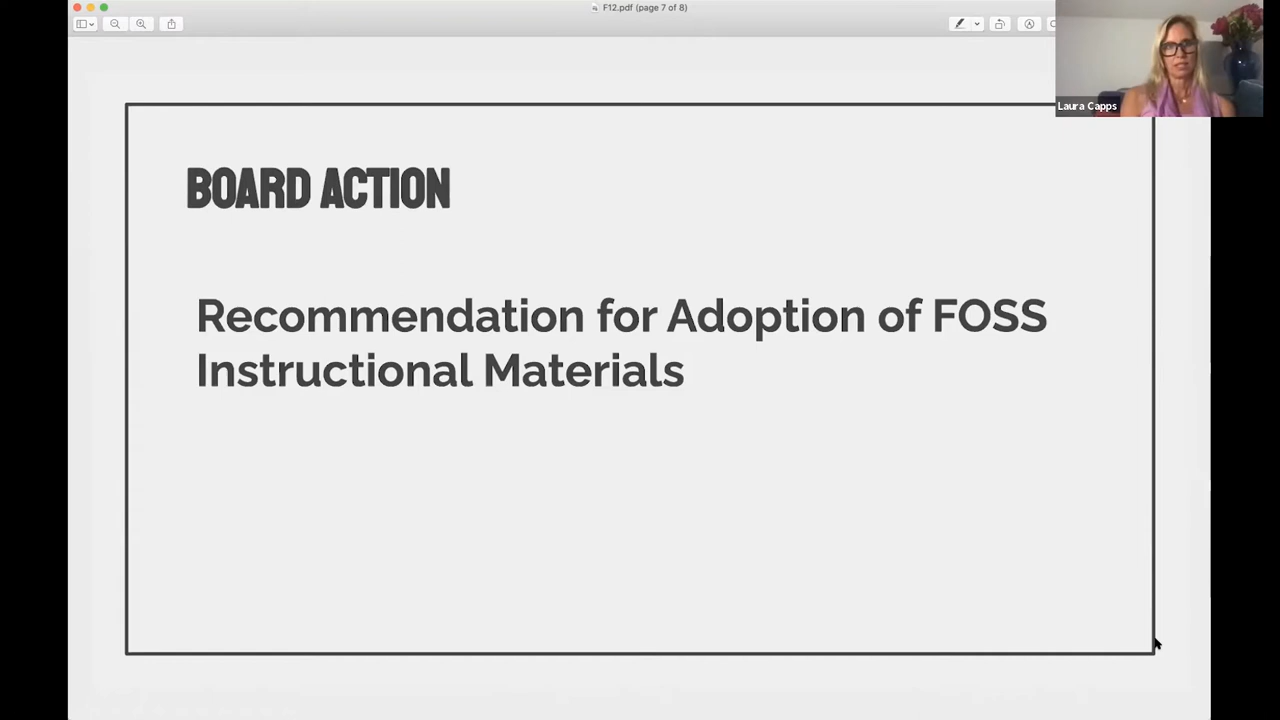 F12.pdf (page 7 of 8)
Laura Capps
BOARD ACTION
Recommendation for Adoption of FOSS
Instructional Materials